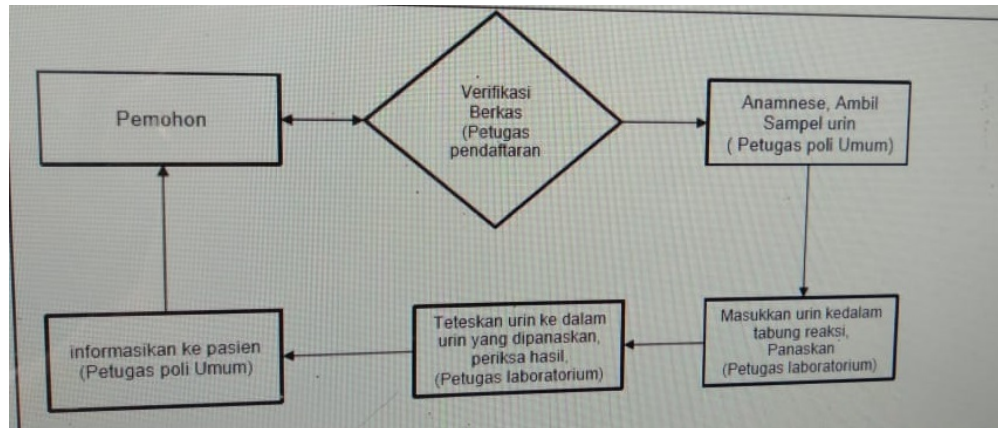 Pemohon
Verifikasi
Berkas
(Petugas
pendaftaran
Anamnese, Ambil
Sampel urin
( Petugas poli Umum)
Masukkan urin kedalam
tabung reaksi,
Panaskan
(Petugas laboratorium)
Teteskan urin ke dalam
urin yang dipanaskan,
periksa hasil,
(Petugas laboratorium)
informasikan ke pasien
(Petugas poli Umum)